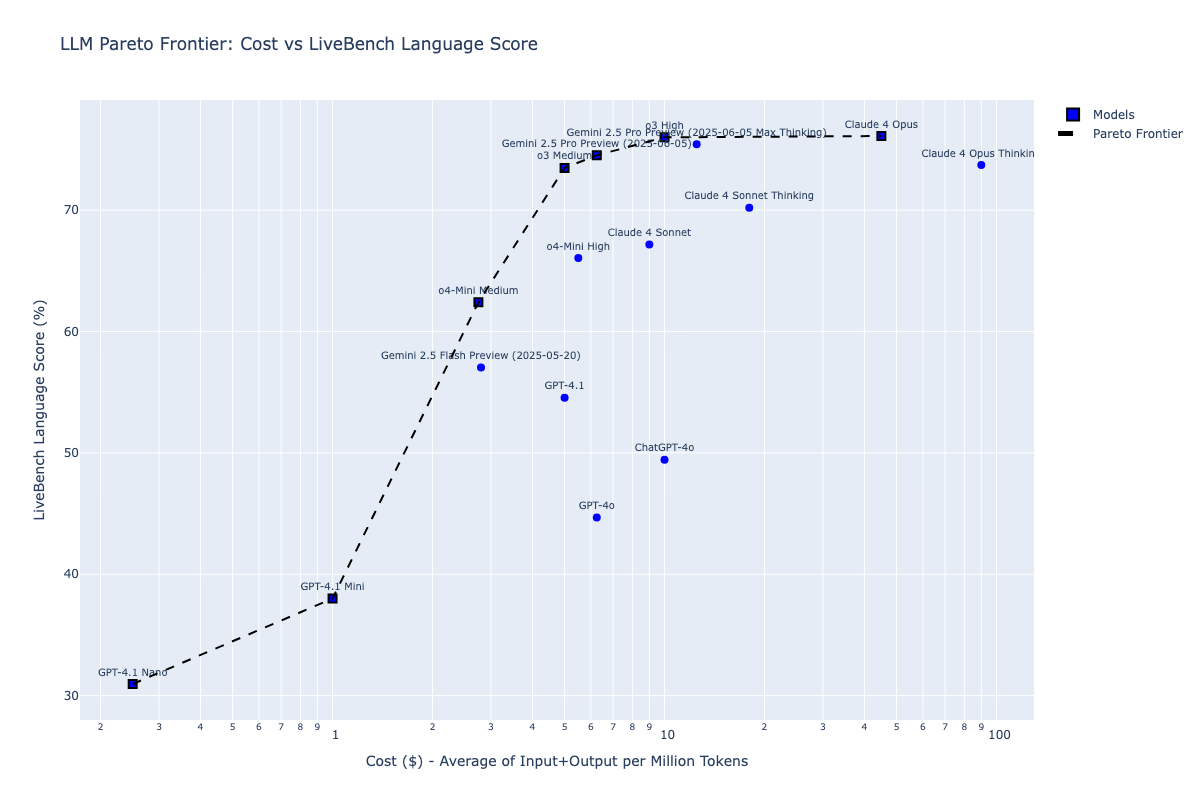 LLM Pareto Frontier: Cost vs LiveBench Language Score
Models
Pareto Frontier
o3 High
Claude 4 Opus
Gemini 2.5 Pro Preview (2025-06-05 Max Thinking)
Gemini 2.5 Pro Preview (2025-06-05)
o3 Medium
Claude 4 Opus Thinkin
Claude 4 Sonnet Thinking
Claude 4 Sonnet
o4-Mini High
o4-Mini Medium
Gemini 2.5 Flash Preview (2025-05-20)
GPT-4.1
ChatGPT-4o
GPT-4o
GPT-4.1 Mini
GPT-4.1 Nano
70
60
50
40
30
LiveBench Language Score (%)
2 3 4 5 6 7 8 9 1 2 3 4 5 6 7 8 9 10 2 3 4 5 6 7 8 9 100
Cost ($) - Average of Input+Output per Million Tokens